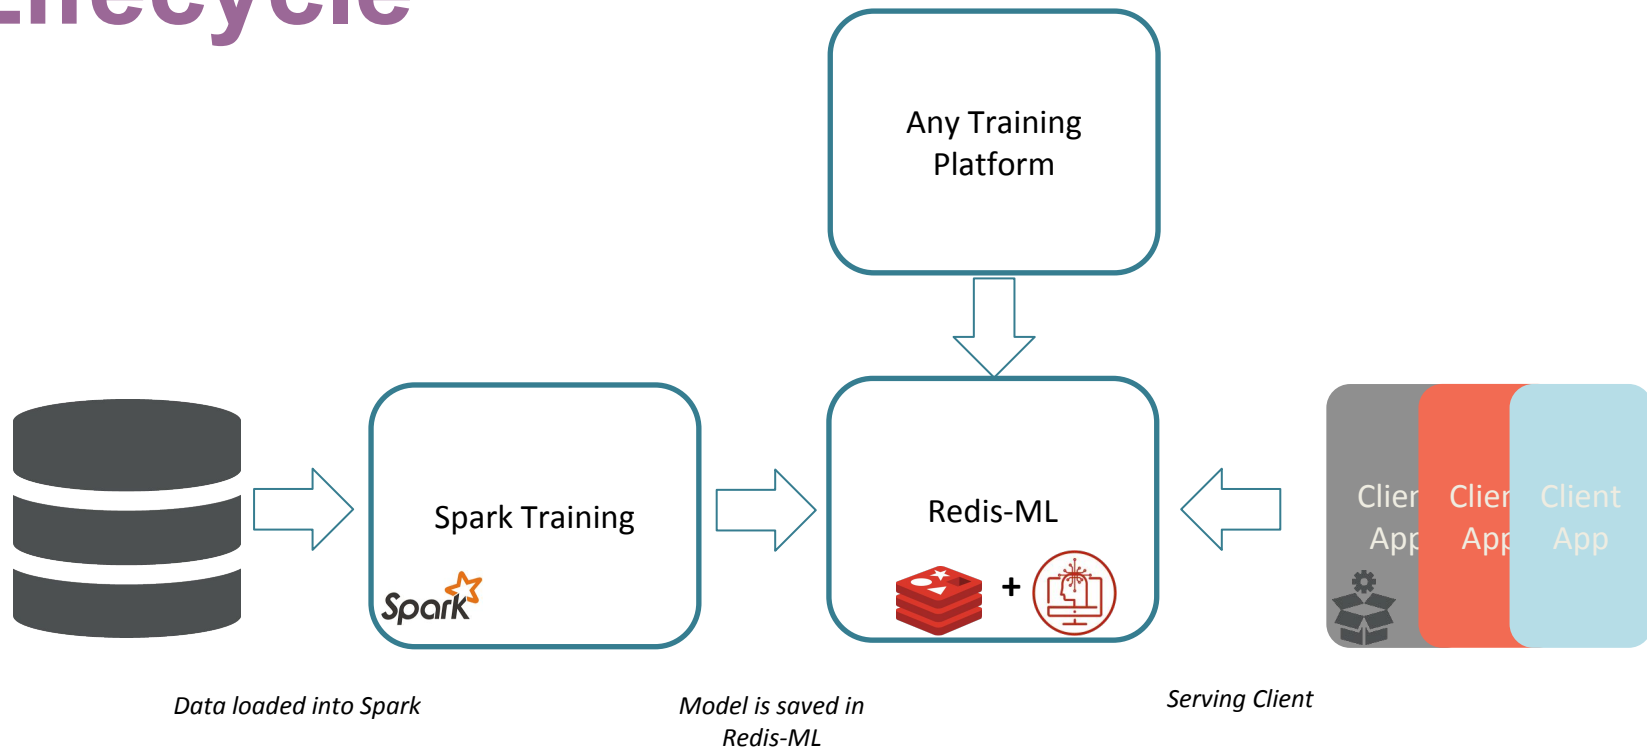 Lifecycle
Any Training
Platform
Spark Training
Spark
Redis-ML
+
Client
App
Data loaded into Spark
Model is saved in
Redis-ML
Serving Client